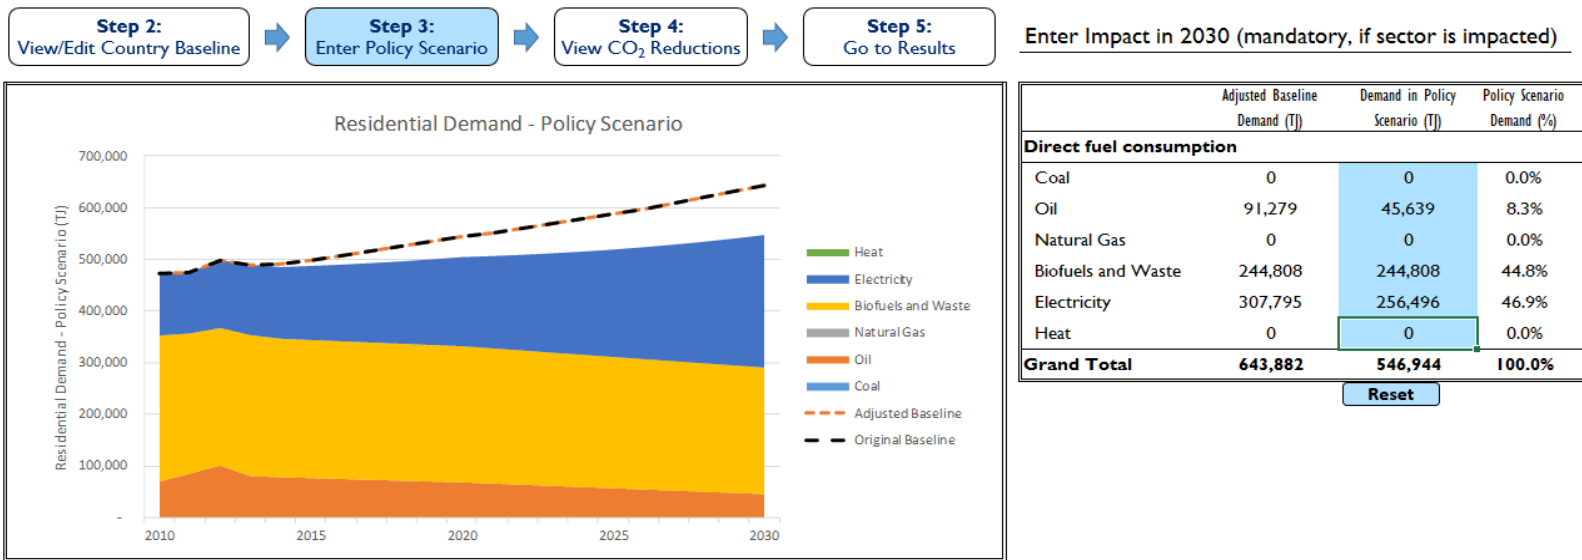 Step 2:
View/Edit Country Baseline
Step 3:
Enter Policy Scenario
Step 4:
View CO₂ Reductions
Step 5:
Go to Results
Enter Impact in 2030 (mandatory, if sector is impacted)
Residential Demand - Policy Scenario
Residential Demand - Policy Scenario (TJ)
700,000
600,000
500,000
400,000
300,000
200,000
100,000
-
2010 2015 2020 2025 2030
Heat
Electricity
Biofuels and Waste
Natural Gas
Oil
Coal
Adjusted Baseline
Original Baseline
Adjusted Baseline Demand in Policy Policy Scenario
Demand (TJ) Scenario (TJ) Demand (%)
Direct fuel consumption
Coal 0 0 0.0%
Oil 91,279 45,639 8.3%
Natural Gas 0 0 0.0%
Biofuels and Waste 244,808 244,808 44.8%
Electricity 307,795 256,496 46.9%
Heat 0 0 0.0%
Grand Total 643,882 546,944 100.0%
Reset